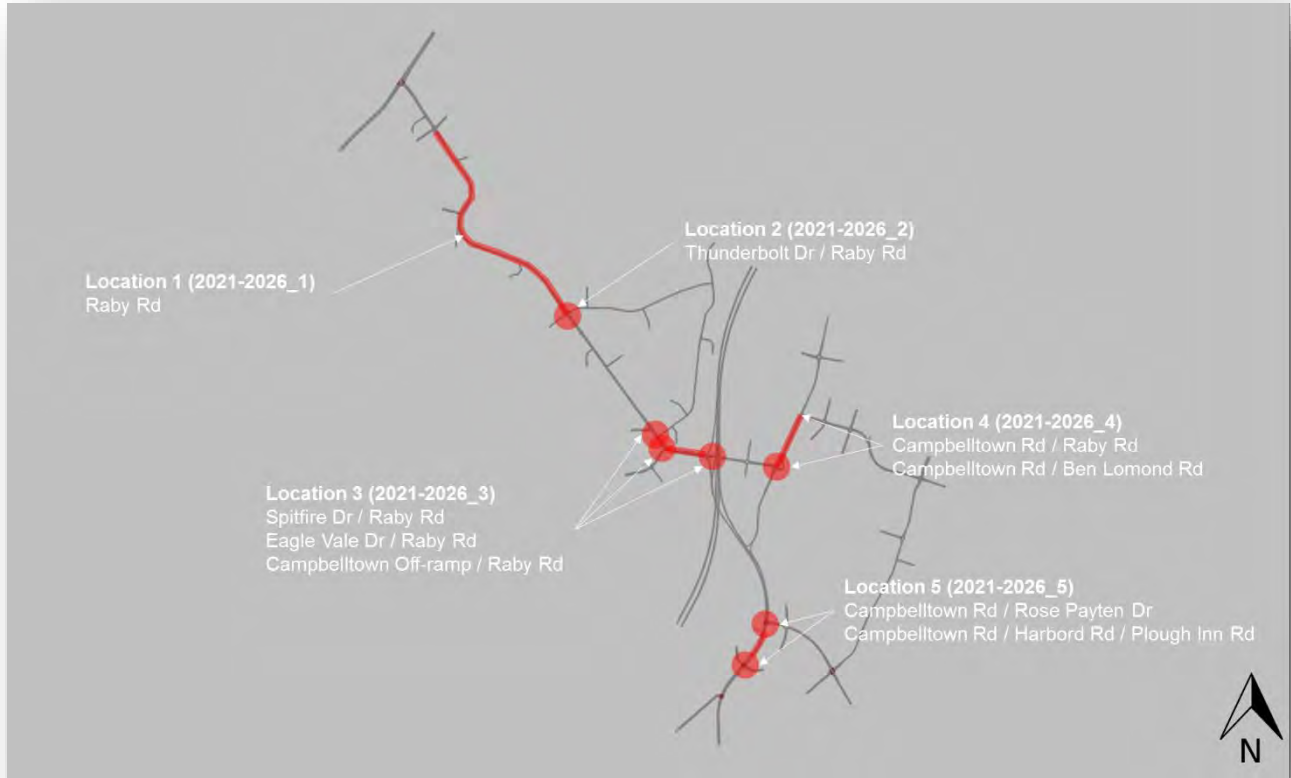 Location 1 (2021-2026_1)
Raby Rd
Location 2 (2021-2026_2)
Thunderbolt Dr / Raby Rd
Location 3 (2021-2026_3)
Spitfire Dr / Raby Rd
Eagle Vale Dr / Raby Rd
Campbelltown Off-ramp / Raby Rd
Location 4 (2021-2026_4)
Campbelltown Rd / Raby Rd
Campbelltown Rd / Ben Lomond Rd
Location 5 (2021-2026_5)
Campbelltown Rd / Rose Payten Dr
Campbelltown Rd / Harbord Rd / Plough Inn Rd
N